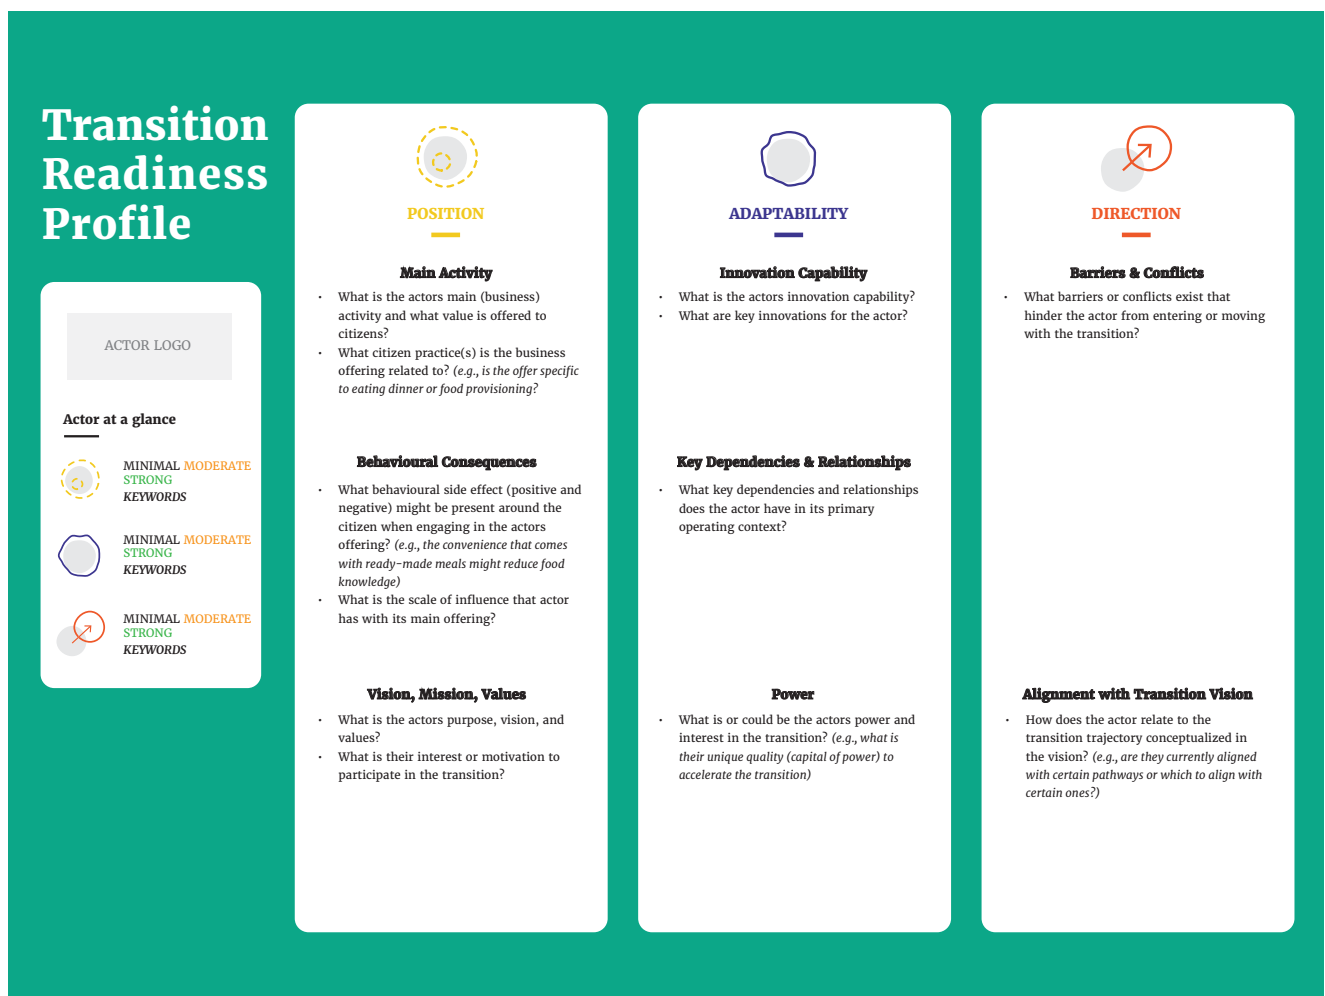 Transition
Readiness
Profile
ACTOR LOGO
Actor at a glance
MINIMAL MODERATE
STRONG
KEYWORDS
MINIMAL MODERATE
STRONG
KEYWORDS
MINIMAL MODERATE
STRONG
KEYWORDS
POSITION
Main Activity
• What is the actors main (business)
activity and what value is offered to
citizens?
• What citizen practice(s) is the business
offering related to? (e.g., is the offer specific
to eating dinner or food provisioning?
Behavioural Consequences
• What behavioural side effect (positive and
negative) might be present around the
citizen when engaging in the actors
offering? (e.g., the convenience that comes
with ready-made meals might reduce food
knowledge)
• What is the scale of influence that actor
has with its main offering?
Vision, Mission, Values
• What is the actors purpose, vision, and
values?
• What is their interest or motivation to
participate in the transition?
ADAPTABILITY
Innovation Capability
• What is the actors innovation capability?
• What are key innovations for the actor?
Key Dependencies & Relationships
• What key dependencies and relationships
does the actor have in its primary
operating context?
Power
• What is or could be the actors power and
interest in the transition? (e.g., what is
their unique quality (capital of power) to
accelerate the transition)
DIRECTION
Barriers & Conflicts
• What barriers or conflicts exist that
hinder the actor from entering or moving
with the transition?
Alignment with Transition Vision
• How does the actor relate to the
transition trajectory conceptualized in
the vision? (e.g., are they currently aligned
with certain pathways or which to align with
certain ones?)